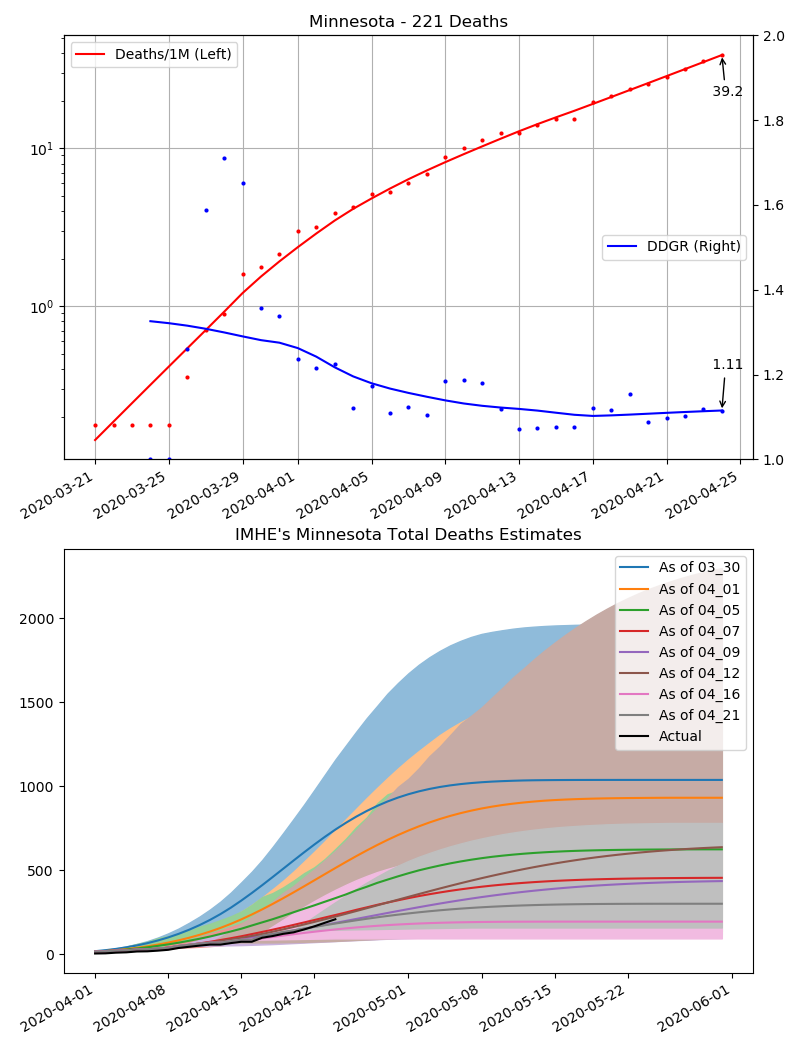 Minnesota - 221 Deaths
Deaths/1M (Left)
2.0
39.2
1.8
10^1
1.6
DDGR (Right)
1.4
10^0
1.11
1.2
1.0
2020-03-21
2020-03-25
2020-03-29
2020-04-01
2020-04-05
2020-04-09
2020-04-13
2020-04-17
2020-04-21
2020-04-25
IMHE's Minnesota Total Deaths Estimates
As of 03_30
As of 04_01
As of 04_05
As of 04_07
As of 04_09
As of 04_12
As of 04_16
As of 04_21
Actual
2000
1500
1000
500
0
2020-04-01
2020-04-08
2020-04-15
2020-04-22
2020-05-01
2020-05-08
2020-05-15
2020-05-22
2020-06-01